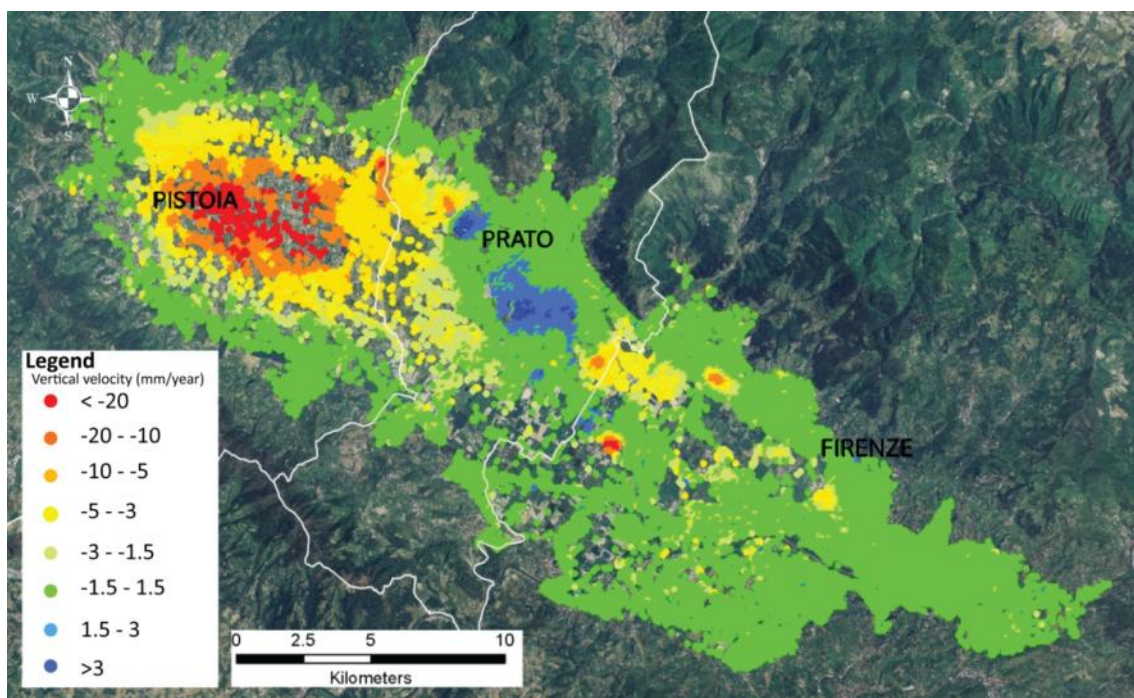 N
W
S
PISTOIA
PRATO
FIRENZE
Legend
Vertical velocity (mm/year)
< -20
-20 - -10
-10 - -5
-5 - -3
-3 - -1.5
-1.5 - 1.5
1.5 - 3
>3
0 2.5 5 10
Kilometers